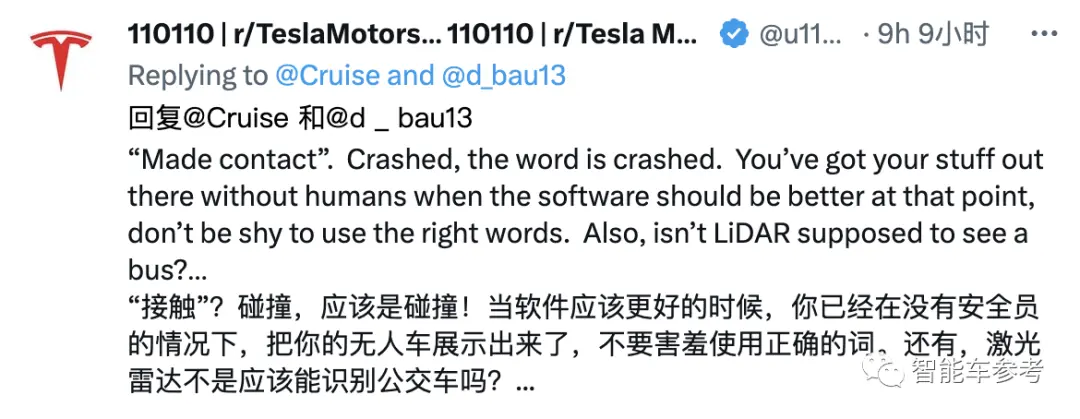 110110 | r/TeslaMotors... 110110 | r/Tesla M... @u11... · 9h 9小时 ...
Replying to @Cruise and @d_bau13
回复@Cruise 和@d _ bau13
“Made contact”. Crashed, the word is crashed. You’ve got your stuff out
there without humans when the software should be better at that point,
don’t be shy to use the right words. Also, isn’t LiDAR supposed to see a
bus?...
“接触”？碰撞，应该是碰撞！当软件应该更好的时候，你已经在没有安全员
的情况下，把你的无人车展示出来了，不要害羞使用正确的词。还有，激光
雷达不是应该能识别公交车吗？...
智能车参考